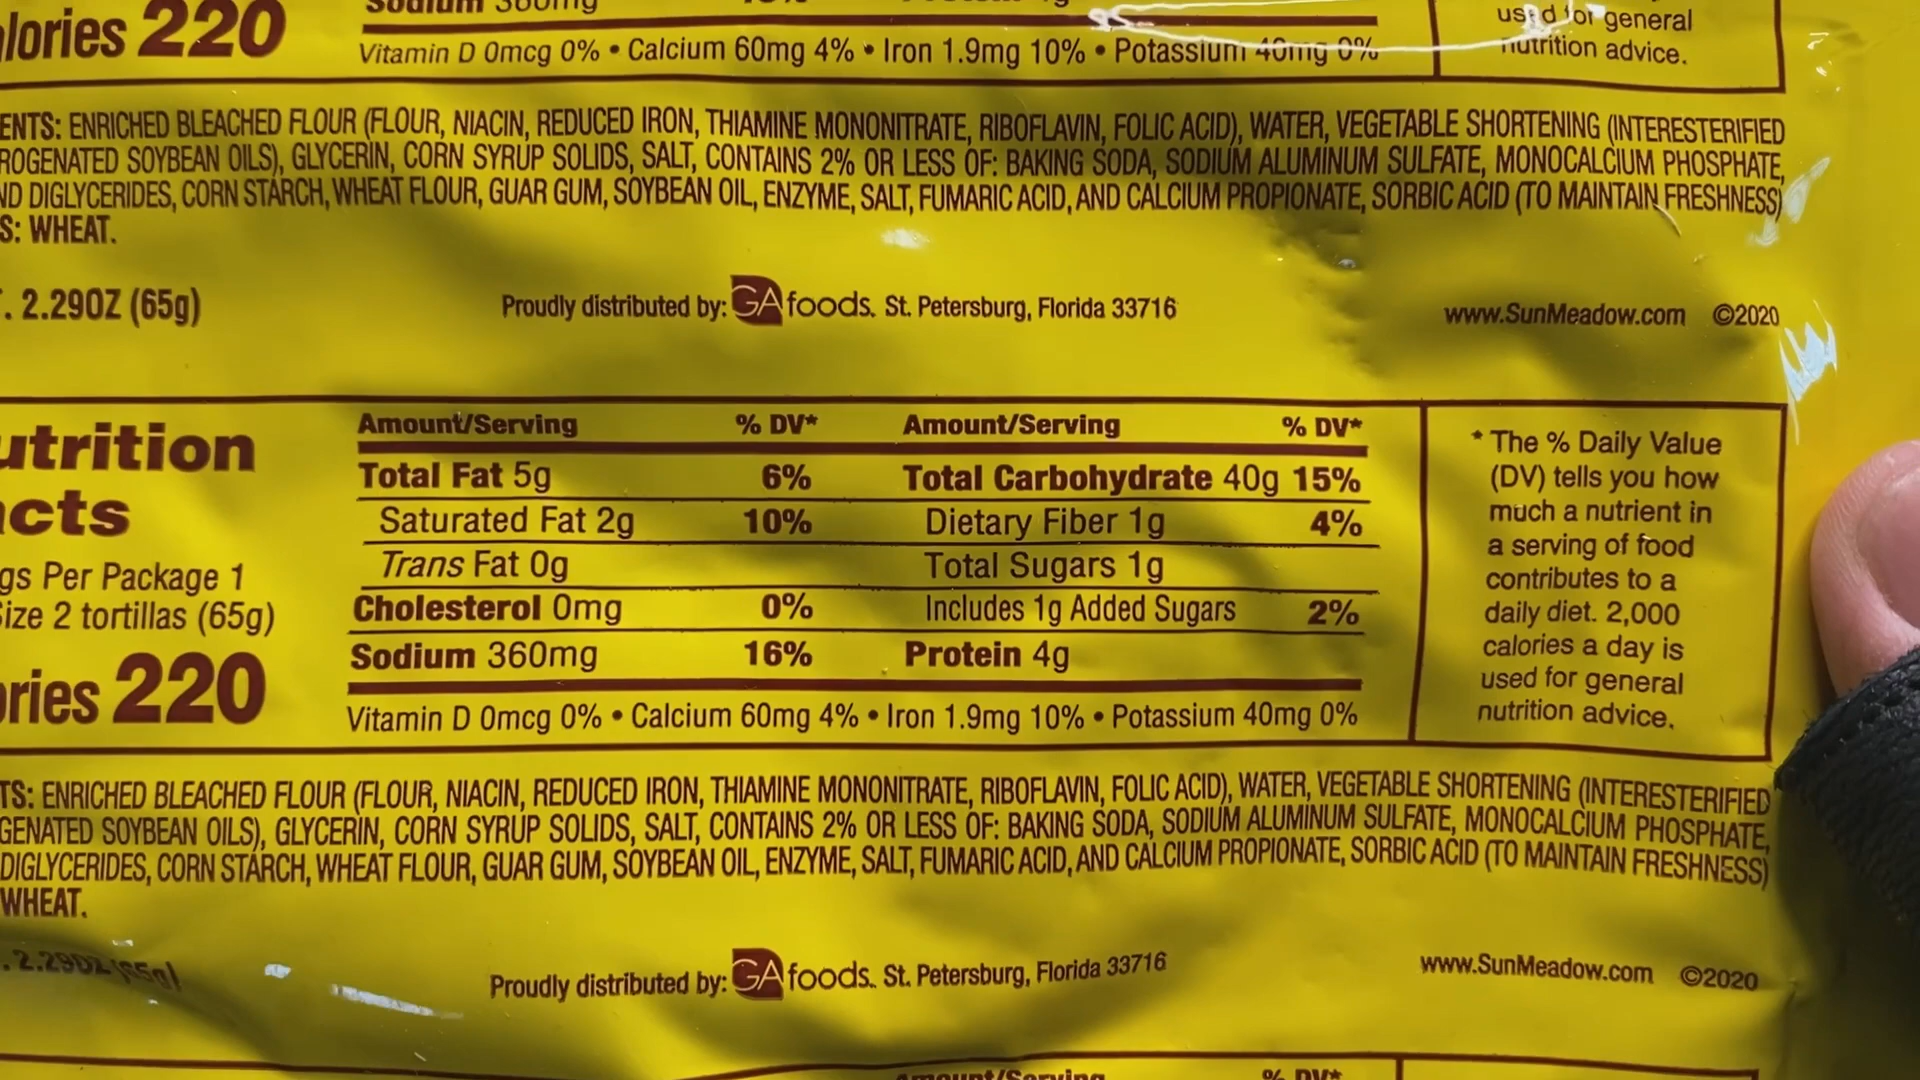 lories 220
Sodium 360mg
used for general
Vitamin D 0mcg 0% • Calcium 60mg 4% • Iron 1.9mg 10% • Potassium 40mg 0%
nutrition advice.
ENTS: ENRICHED BLEACHED FLOUR (FLOUR, NIACIN, REDUCED IRON, THIAMINE MONONITRATE, RIBOFLAVIN, FOLIC ACID), WATER, VEGETABLE SHORTENING (INTERESTERIFIED
ROGENATED SOYBEAN OILS), GLYCERIN, CORN SYRUP SOLIDS, SALT, CONTAINS 2% OR LESS OF: BAKING SODA, SODIUM ALUMINUM SULFATE, MONOCALCIUM PHOSPHATE,
ND DIGLYCERIDES, CORN STARCH, WHEAT FLOUR, GUAR GUM, SOYBEAN OIL, ENZYME, SALT, FUMARIC ACID, AND CALCIUM PROPIONATE, SORBIC ACID (TO MAINTAIN FRESHNESS)
S: WHEAT.
. 2.29OZ (65g)
Proudly distributed by: GA foods. St. Petersburg, Florida 33716
www.SunMeadow.com ©2020
utrition
acts
gs Per Package 1
ize 2 tortillas (65g)
ories 220
Amount/Serving % DV* Amount/Serving % DV*
Total Fat 5g 6% Total Carbohydrate 40g 15%
Saturated Fat 2g 10% Dietary Fiber 1g 4%
Trans Fat 0g Total Sugars 1g
Cholesterol 0mg 0% Includes 1g Added Sugars 2%
Sodium 360mg 16% Protein 4g
Vitamin D 0mcg 0% • Calcium 60mg 4% • Iron 1.9mg 10% • Potassium 40mg 0%
* The % Daily Value
(DV) tells you how
much a nutrient in
a serving of food
contributes to a
daily diet. 2,000
calories a day is
used for general
nutrition advice.
TS: ENRICHED BLEACHED FLOUR (FLOUR, NIACIN, REDUCED IRON, THIAMINE MONONITRATE, RIBOFLAVIN, FOLIC ACID), WATER, VEGETABLE SHORTENING (INTERESTERIFIED
GENATED SOYBEAN OILS), GLYCERIN, CORN SYRUP SOLIDS, SALT, CONTAINS 2% OR LESS OF: BAKING SODA, SODIUM ALUMINUM SULFATE, MONOCALCIUM PHOSPHATE,
DIGLYCERIDES, CORN STARCH, WHEAT FLOUR, GUAR GUM, SOYBEAN OIL, ENZYME, SALT, FUMARIC ACID, AND CALCIUM PROPIONATE, SORBIC ACID (TO MAINTAIN FRESHNESS)
WHEAT.
. 2.29OZ (65g)
Proudly distributed by: GA foods. St. Petersburg, Florida 33716
www.SunMeadow.com ©2020
Amount/Serving % DV*